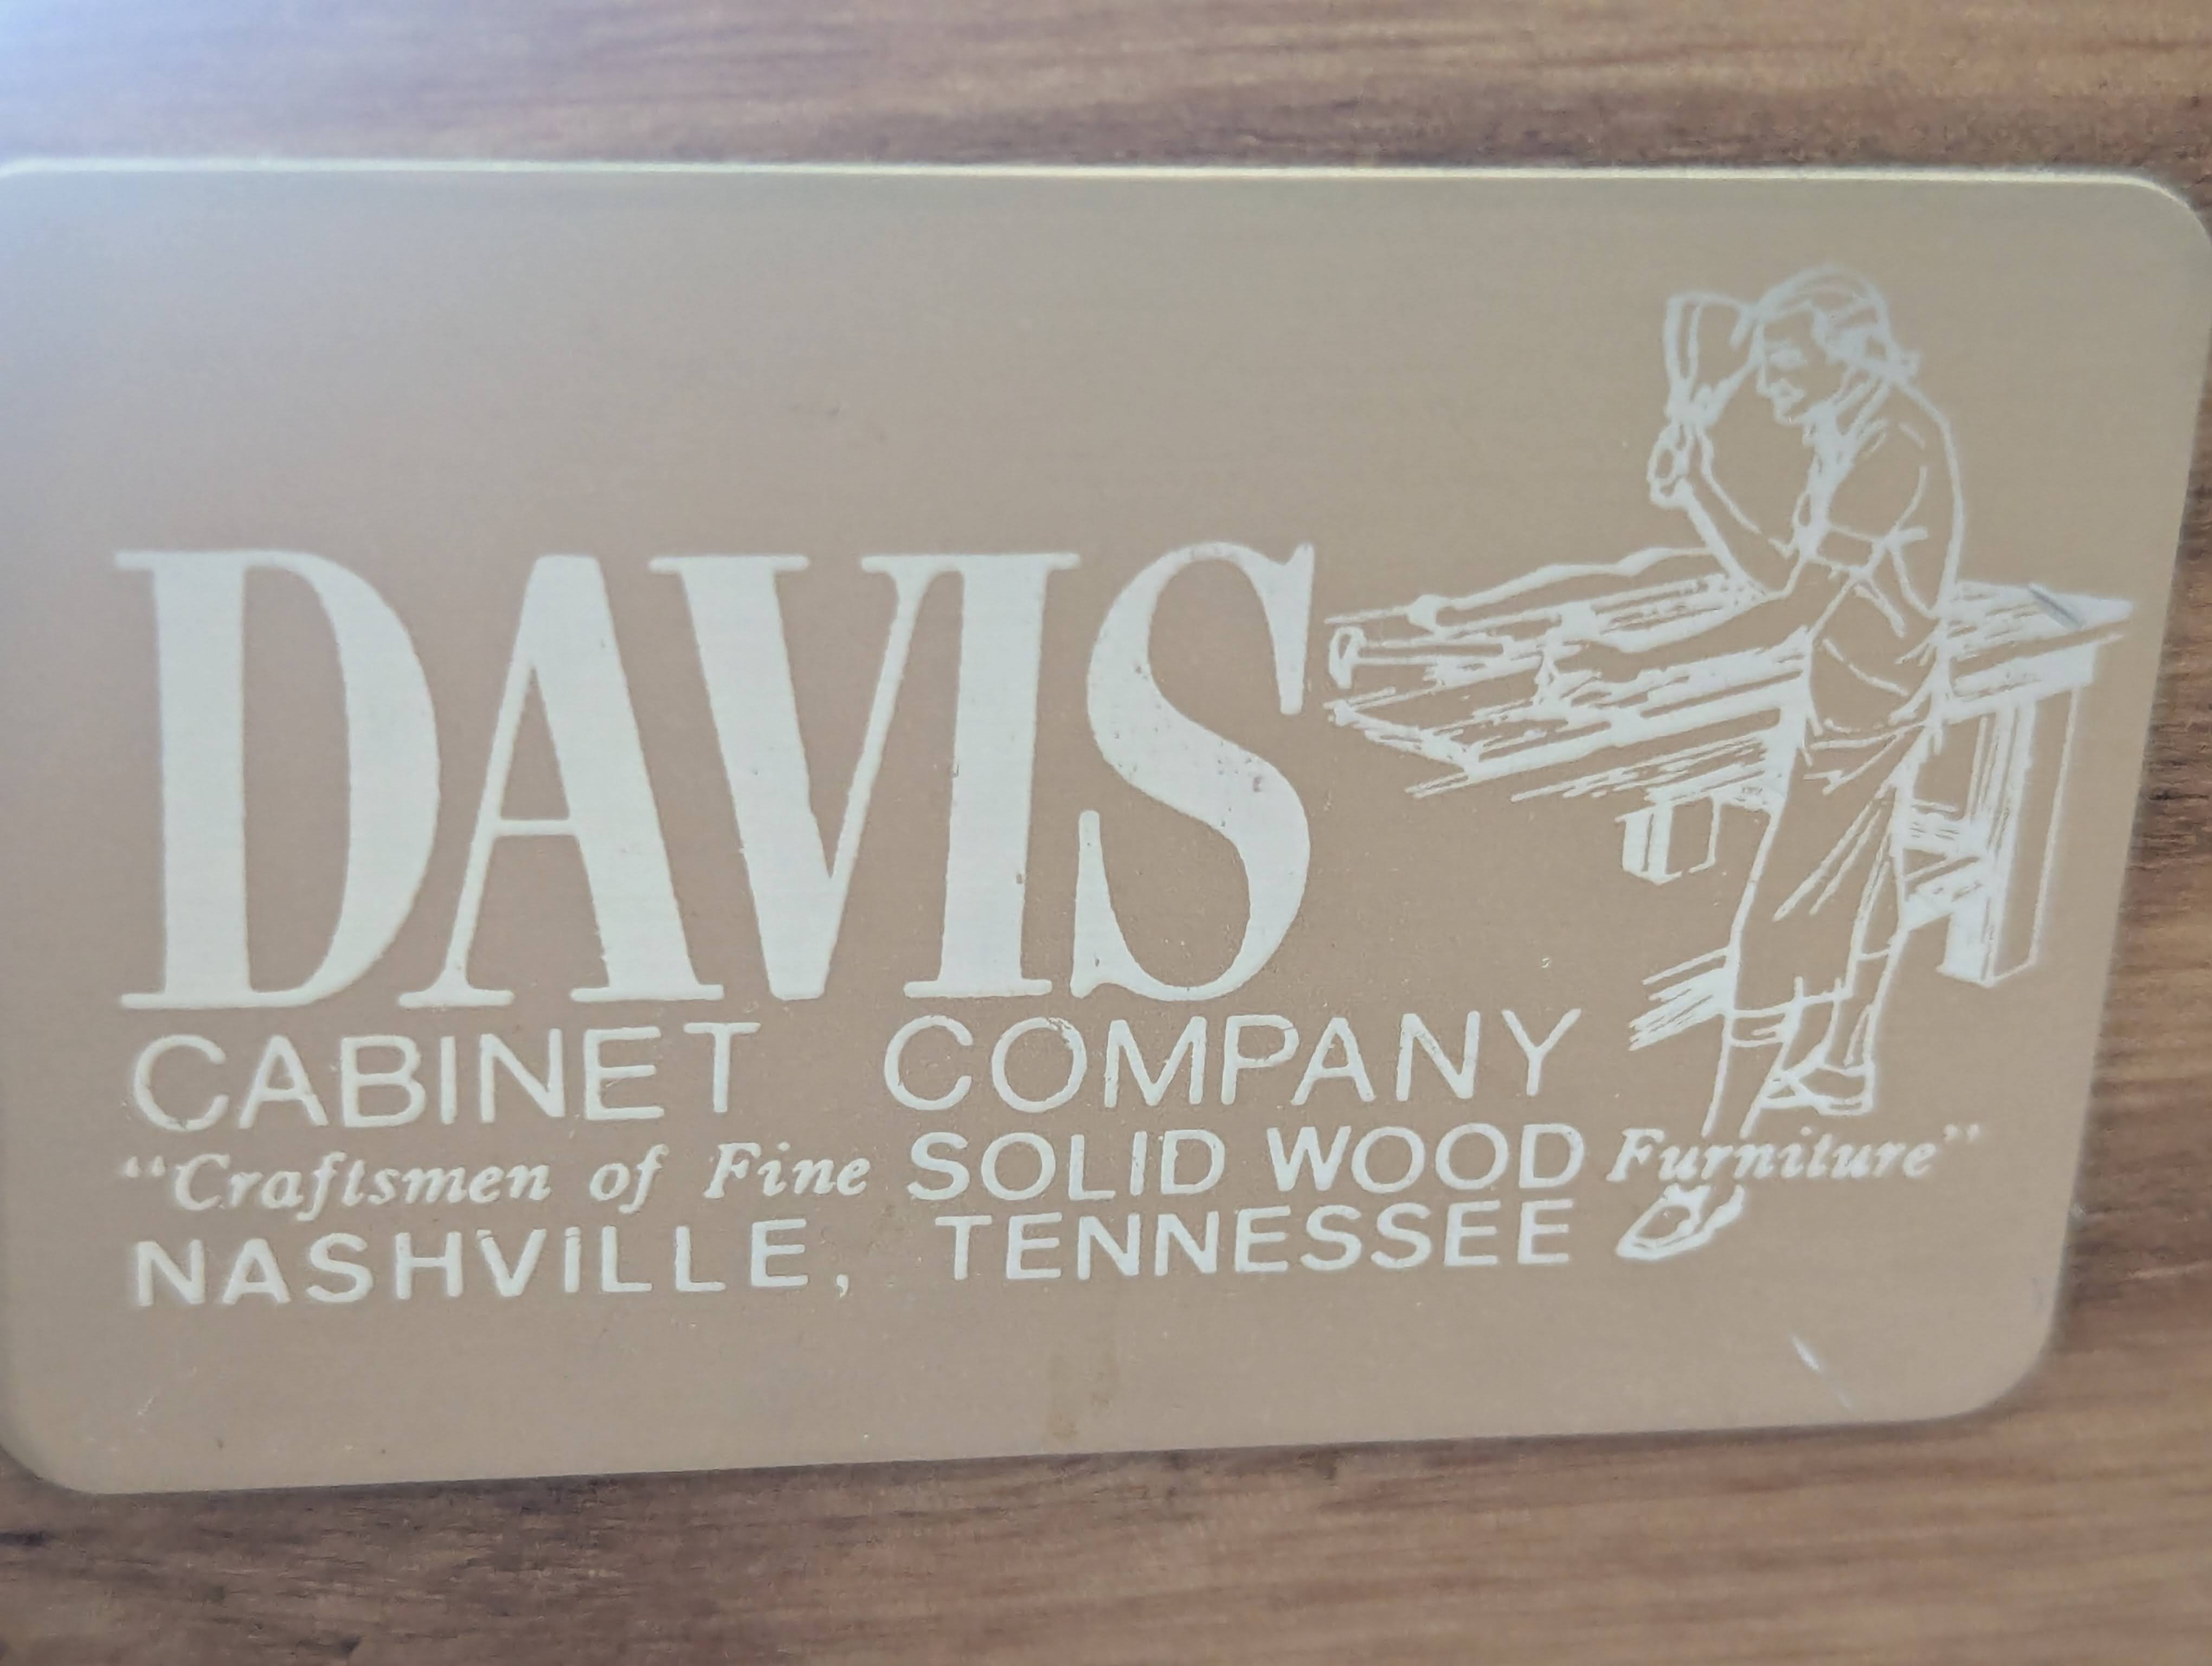 DAVIS
CABINET COMPANY
“Craftsmen of Fine SOLID WOOD Furniture”
NASHVILLE, TENNESSEE